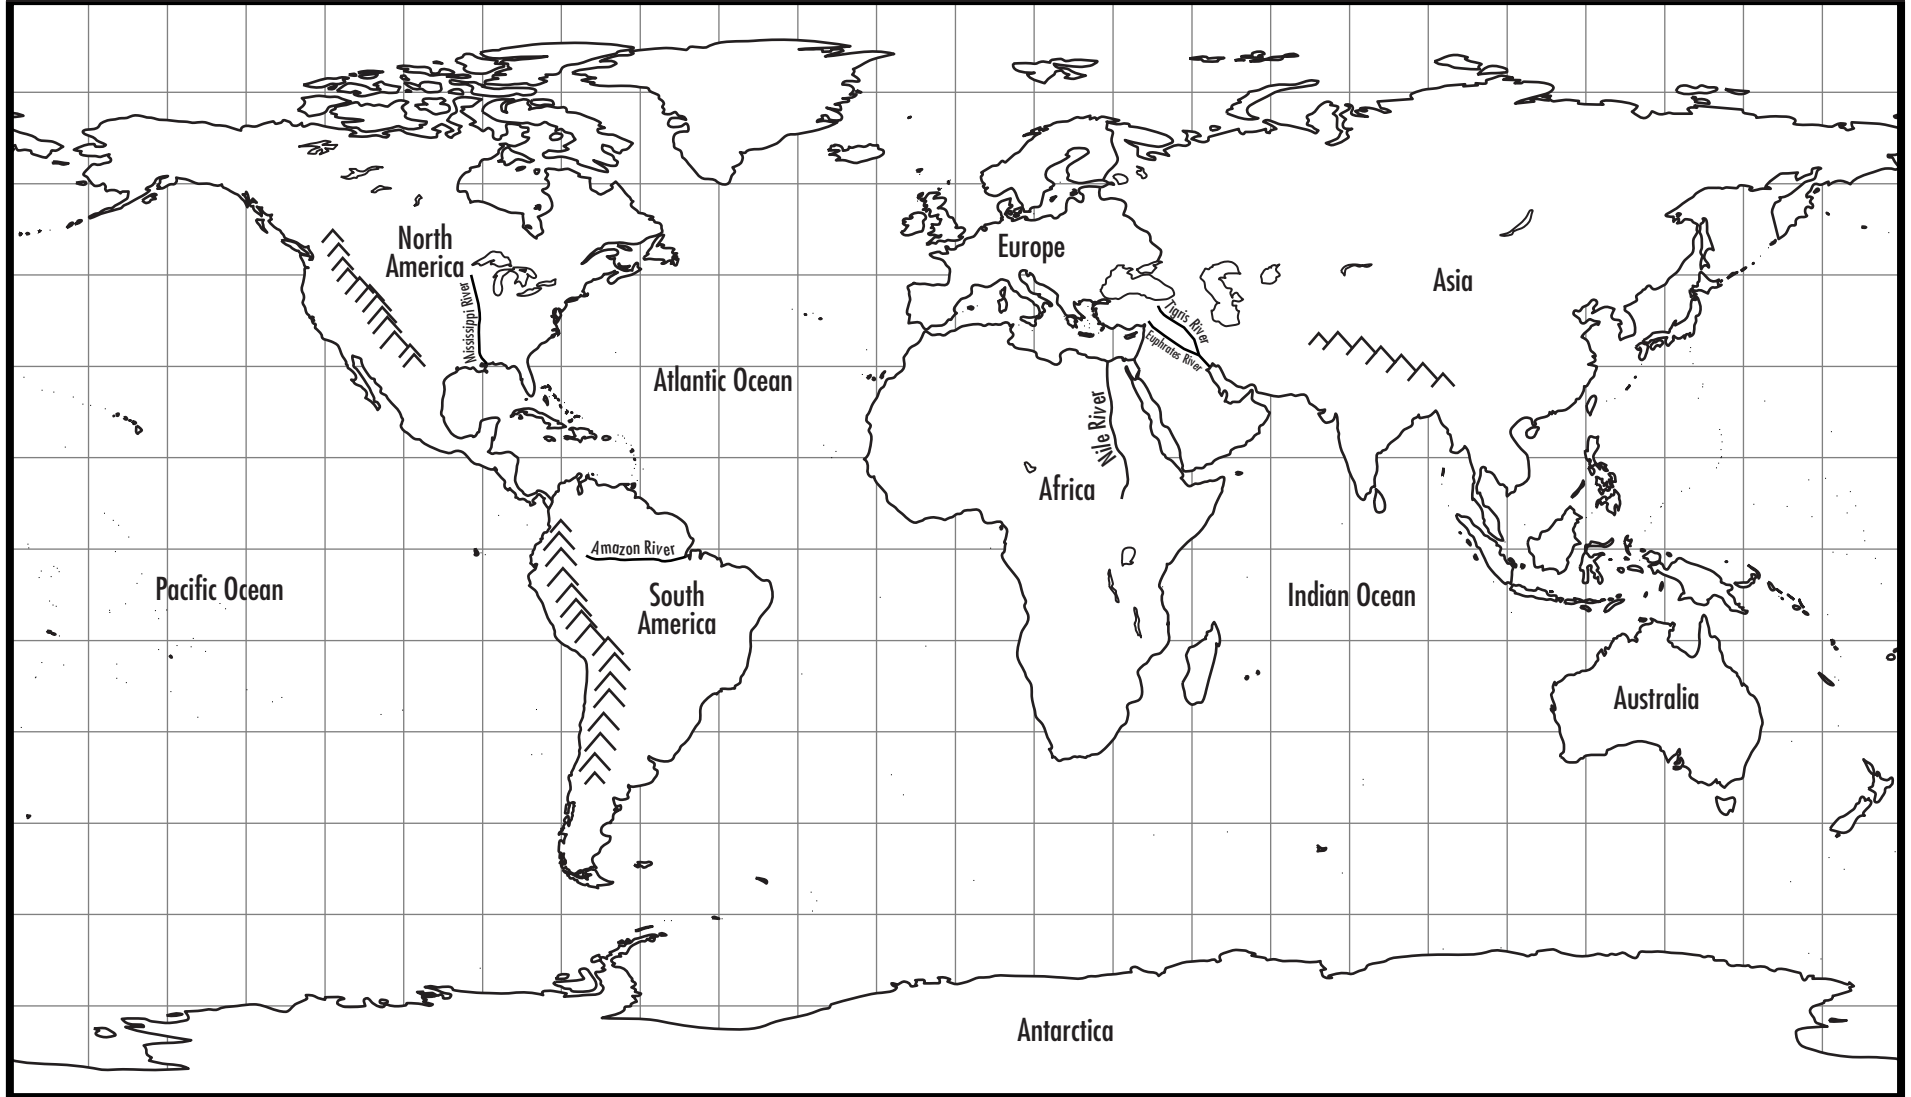 North
America
Mississippi River
Europe
Asia
Tigris River
Euphrates River
Atlantic Ocean
Nile River
Africa
Amazon River
Pacific Ocean
South
America
Indian Ocean
Australia
Antarctica